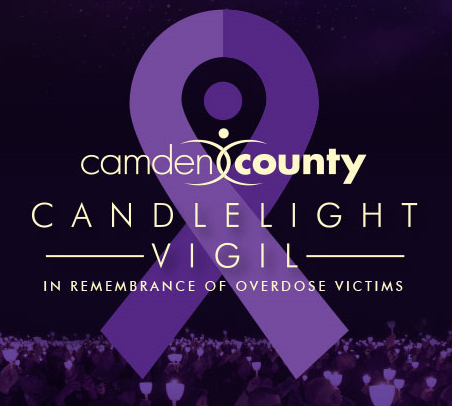 camden county
CANDLELIGHT
VIGIL
IN REMEMBRANCE OF OVERDOSE VICTIMS